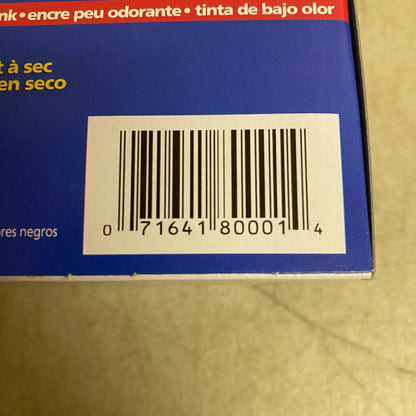 nk • encre peu odorante • tinta de bajo olor
t à sec
en seco
res negros
0 71641 80001 4